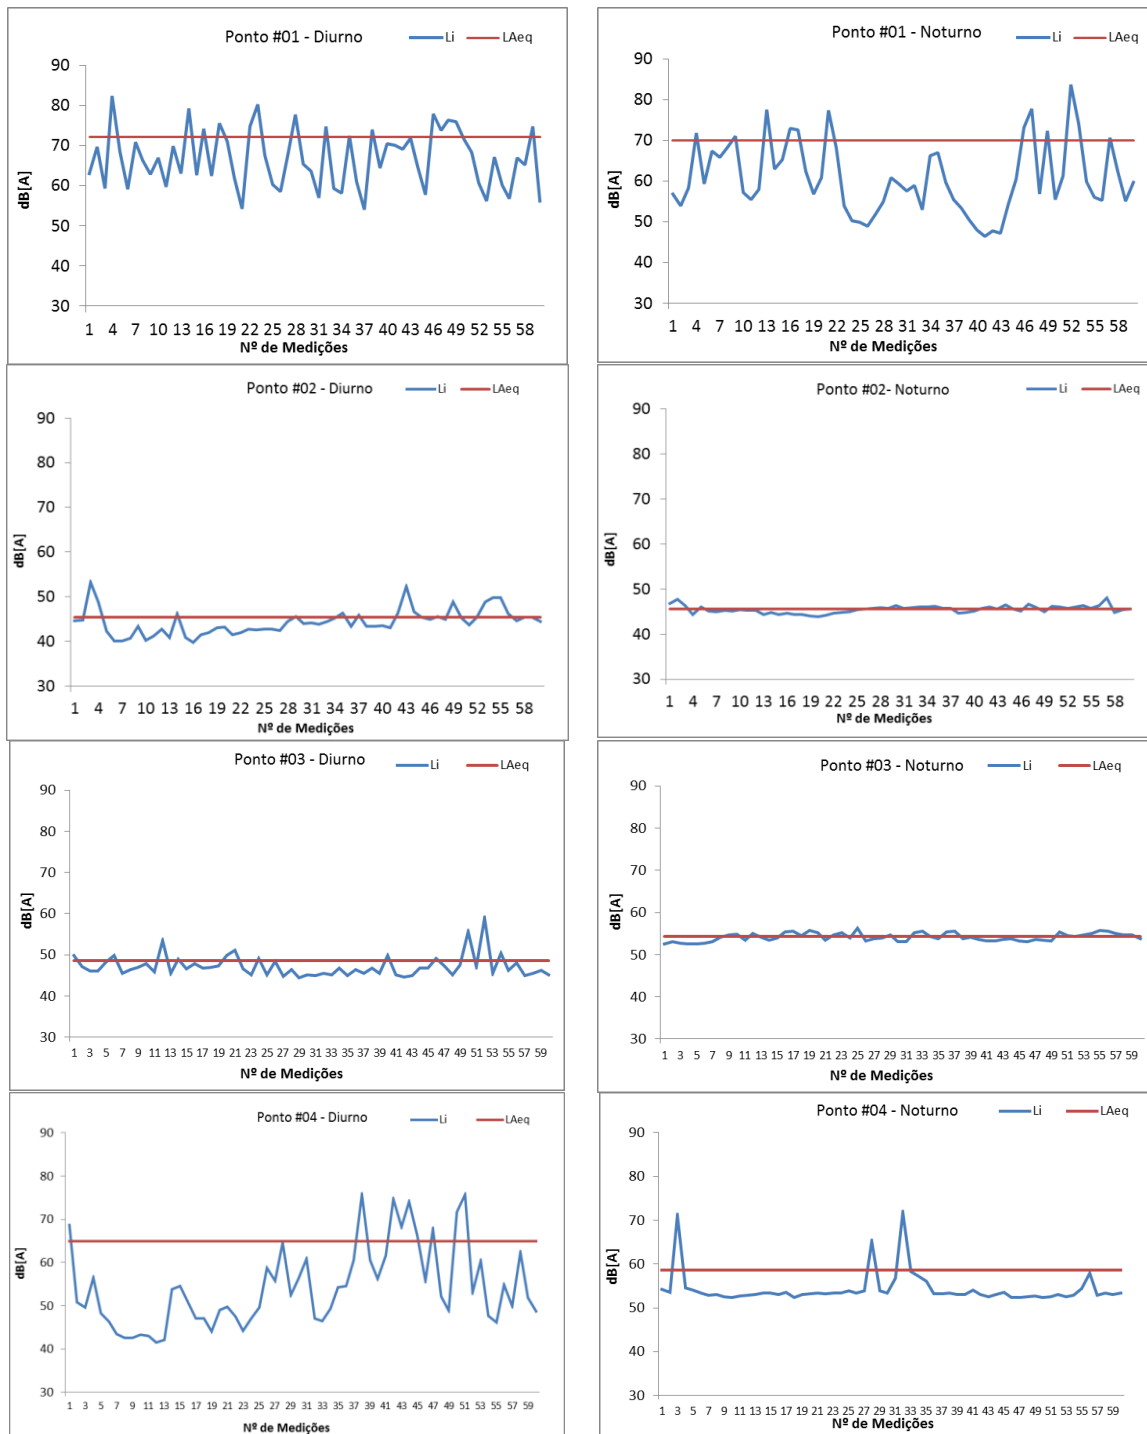 Ponto #01 - Diurno Li LAeq
90
80
70
60
50
40
30
dB[A]
1 4 7 10 13 16 19 22 25 28 31 34 37 40 43 46 49 52 55 58
Nº de Medições
Ponto #01 - Noturno Li LAeq
90
80
70
60
50
40
30
dB[A]
1 4 7 10 13 16 19 22 25 28 31 34 37 40 43 46 49 52 55 58
Nº de Medições
Ponto #02 - Diurno Li LAeq
90
80
70
60
50
40
30
dB[A]
1 4 7 10 13 16 19 22 25 28 31 34 37 40 43 46 49 52 55 58
Nº de Medições
Ponto #02- Noturno Li LAeq
90
80
70
60
50
40
30
dB[A]
1 4 7 10 13 16 19 22 25 28 31 34 37 40 43 46 49 52 55 58
Nº de Medições
Ponto #03 - Diurno Li LAeq
90
80
70
60
50
40
30
dB[A]
1 3 5 7 9 11 13 15 17 19 21 23 25 27 29 31 33 35 37 39 41 43 45 47 49 51 53 55 57 59
Nº de Medições
Ponto #03 - Noturno Li LAeq
90
80
70
60
50
40
30
dB[A]
1 3 5 7 9 11 13 15 17 19 21 23 25 27 29 31 33 35 37 39 41 43 45 47 49 51 53 55 57 59
Nº de Medições
Ponto #04 - Diurno Li LAeq
90
80
70
60
50
40
30
dB[A]
1 3 5 7 9 11 13 15 17 19 21 23 25 27 29 31 33 35 37 39 41 43 45 47 49 51 53 55 57 59
Nº de Medições
Ponto #04 - Noturno Li LAeq
90
80
70
60
50
40
30
dB[A]
1 3 5 7 9 11 13 15 17 19 21 23 25 27 29 31 33 35 37 39 41 43 45 47 49 51 53 55 57 59
Nº de Medições